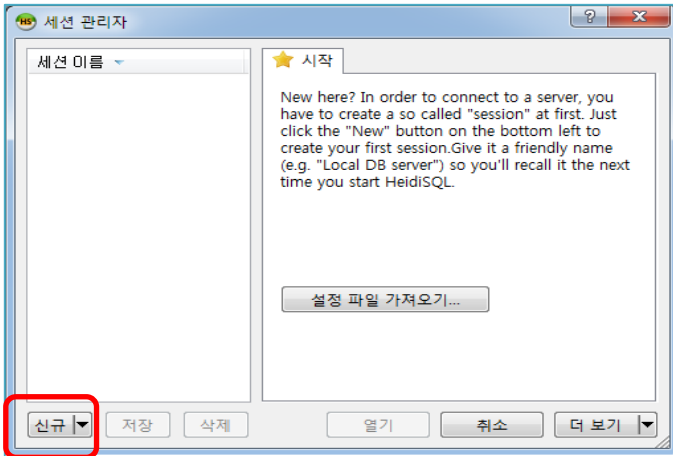 HS 세션 관리자
?
세션 이름
시작
New here? In order to connect to a server, you
have to create a so called "session" at first. Just
click the "New" button on the bottom left to
create your first session.Give it a friendly name
(e.g. "Local DB server") so you'll recall it the next
time you start HeidiSQL.
설정 파일 가져오기...
신규 저장 삭제 열기 취소 더 보기